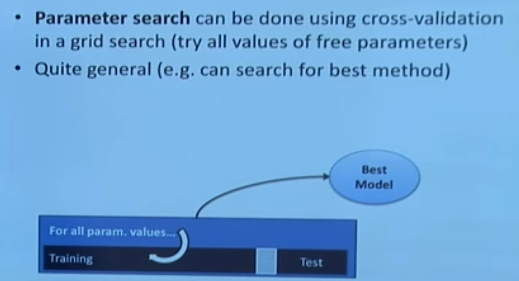 • Parameter search can be done using cross-validation
in a grid search (try all values of free parameters)
• Quite general (e.g. can search for best method)
Best
Model
For all param. values...
Training
Test